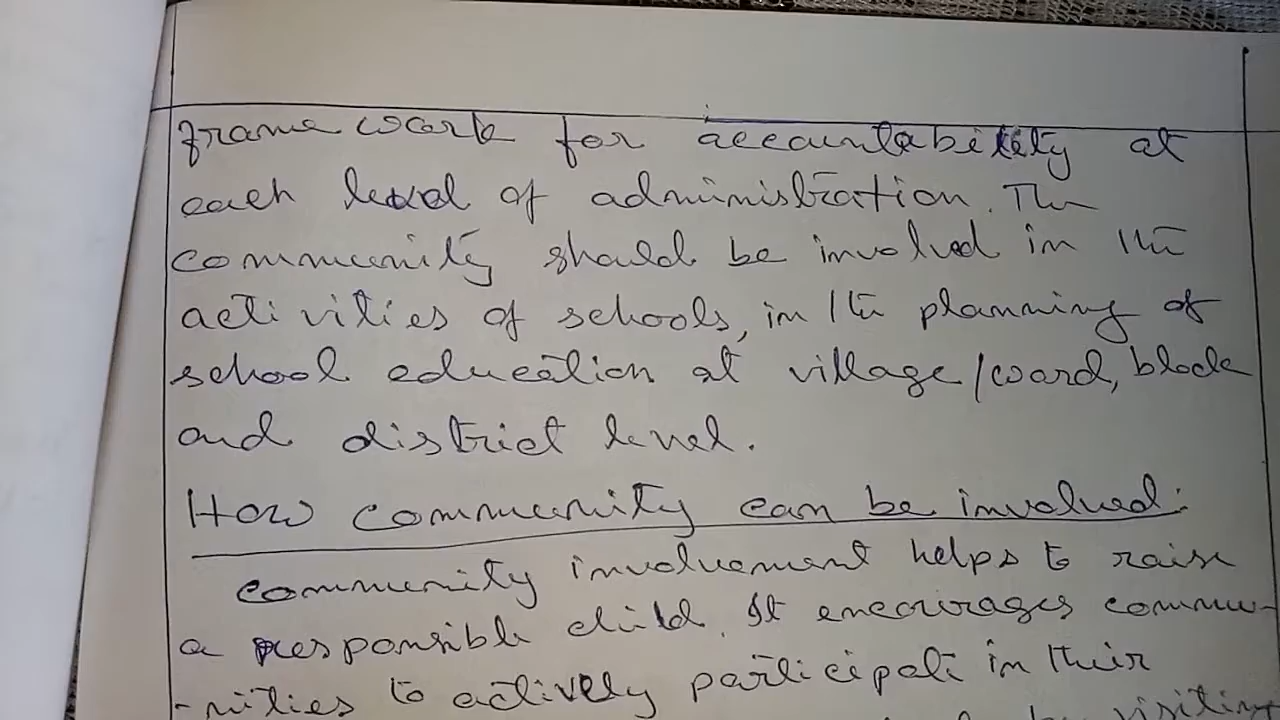 framework for accountability at
each level of administration. The
community should be involved in the
activities of schools, in the planning of
school education at village/ward, block
and district level.
How community can be involved:
community involvement helps to raise
a responsible child. It encourages commu-
-nities to actively participate in their
visiting